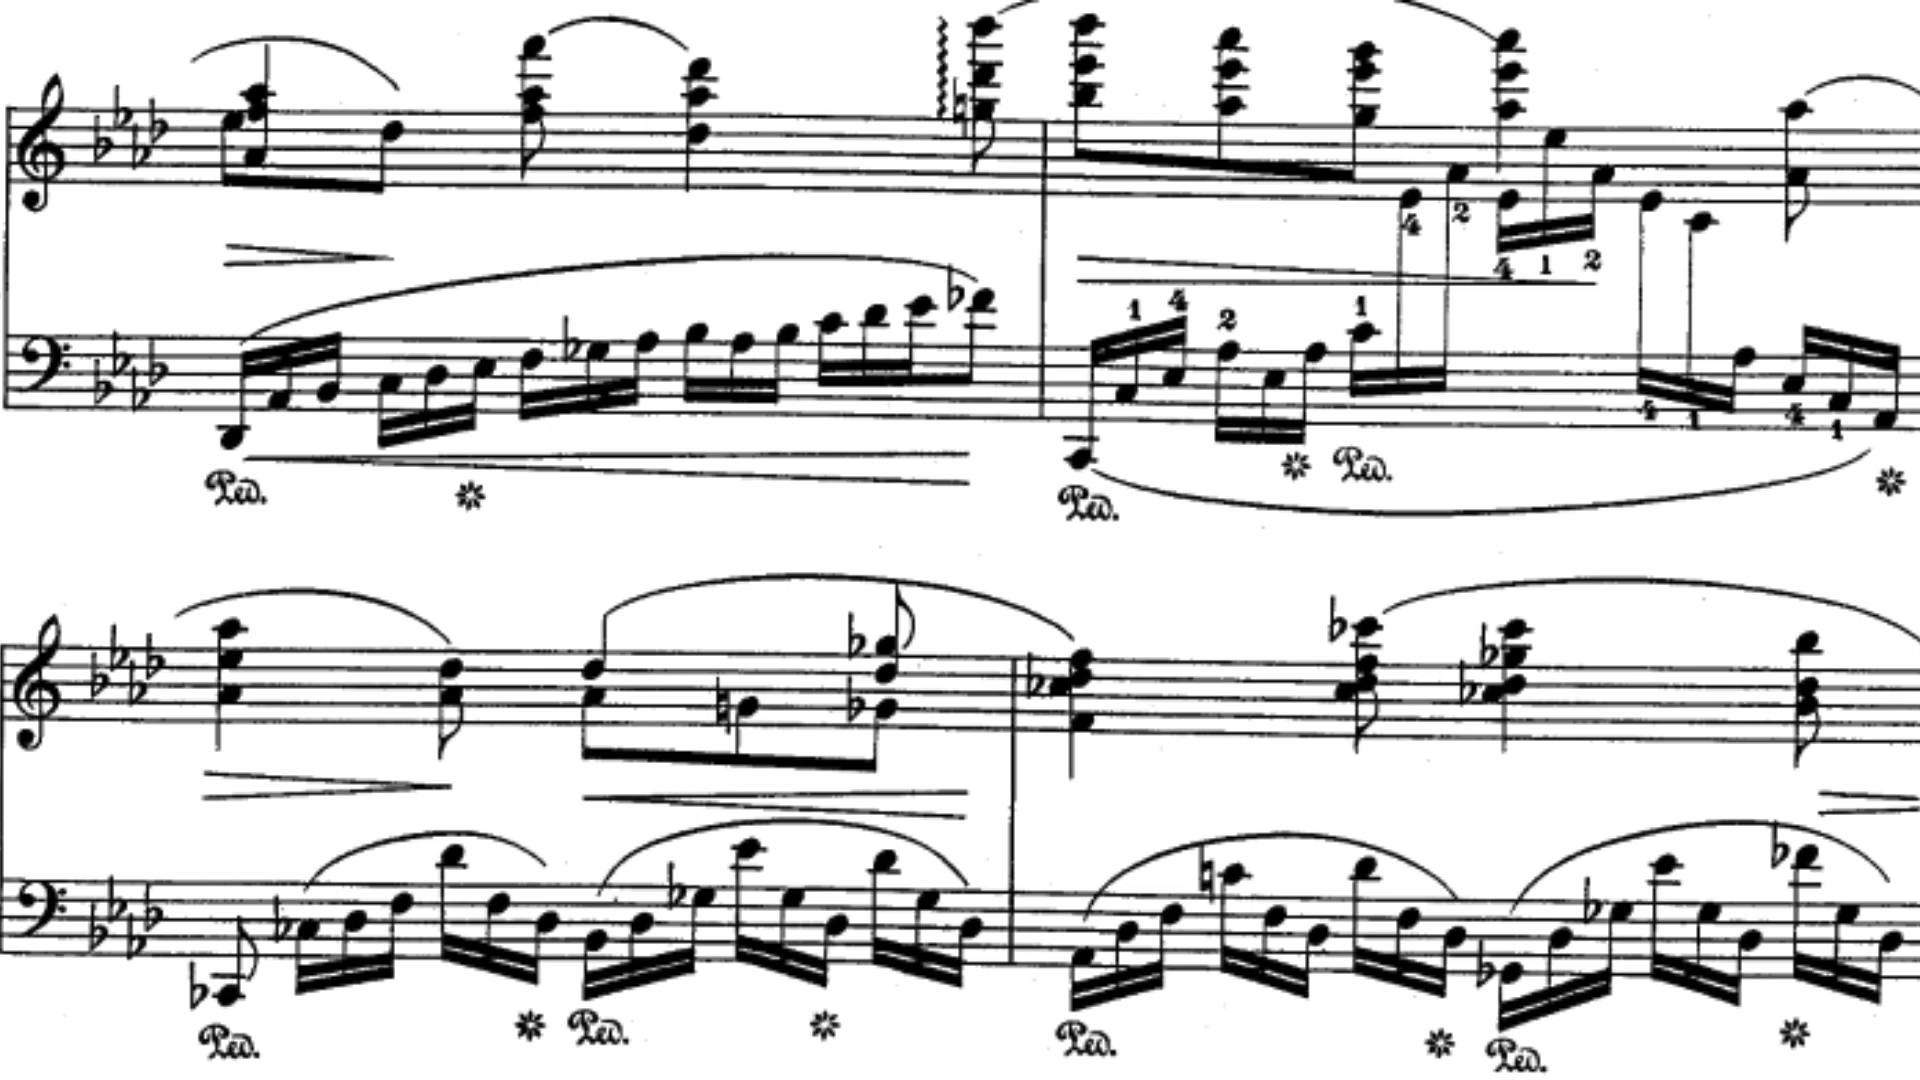 4 2
4 1 2
1 4 2 1
4 1 4 1
Ped. * Ped. * Ped. *
Ped. * Ped. * Ped. * Ped. *